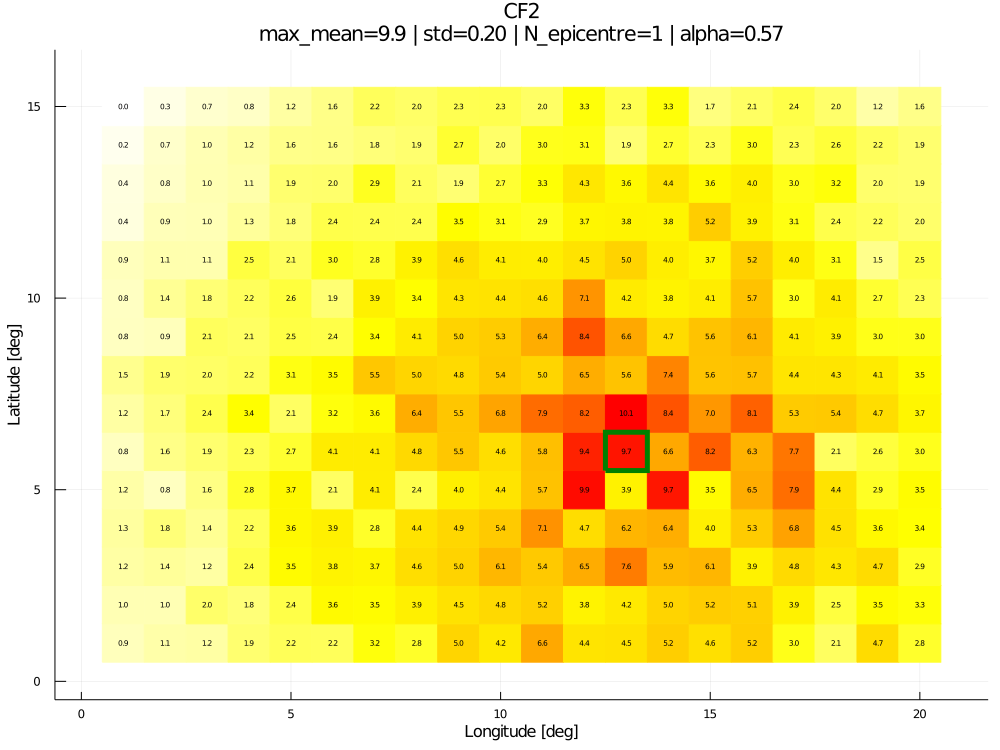 CF2
max_mean=9.9 | std=0.20 | N_epicentre=1 | alpha=0.57
15
0.0 0.3 0.7 0.8 1.2 1.6 2.2 2.0 2.3 2.3 2.0 3.3 2.3 3.3 1.7 2.1 2.4 2.0 1.2 1.6
0.2 0.7 1.0 1.2 1.6 1.6 1.8 1.9 2.7 2.0 3.0 3.1 1.9 2.7 2.3 3.0 2.3 2.6 2.2 1.9
0.4 0.8 1.0 1.1 1.9 2.0 2.9 2.1 1.9 2.7 3.3 4.3 3.6 4.4 3.6 4.0 3.0 3.2 2.0 1.9
0.4 0.9 1.0 1.3 1.8 2.4 2.4 2.4 3.5 3.1 2.9 3.7 3.8 3.8 5.2 3.9 3.1 2.4 2.2 2.0
0.9 1.1 1.1 2.5 2.1 3.0 2.8 3.9 4.6 4.1 4.0 4.5 5.0 4.0 3.7 5.2 4.0 3.1 1.5 2.5
10
0.8 1.4 1.8 2.2 2.6 1.9 3.9 3.4 4.3 4.4 4.6 7.1 4.2 3.8 4.1 5.7 3.0 4.1 2.7 2.3
0.8 0.9 2.1 2.1 2.5 2.4 3.4 4.1 5.0 5.3 6.4 8.4 6.6 4.7 5.6 6.1 4.1 3.9 3.0 3.0
1.5 1.9 2.0 2.2 3.1 3.5 5.5 5.0 4.8 5.4 5.0 6.5 5.6 7.4 5.6 5.7 4.4 4.3 4.1 3.5
1.2 1.7 2.4 3.4 2.1 3.2 3.6 6.4 5.5 6.8 7.9 8.2 10.1 8.4 7.0 8.1 5.3 5.4 4.7 3.7
0.8 1.6 1.9 2.3 2.7 4.1 4.1 4.8 5.5 4.6 5.8 9.4 9.7 6.6 8.2 6.3 7.7 2.1 2.6 3.0
5
1.2 0.8 1.6 2.8 3.7 2.1 4.1 2.4 4.0 4.4 5.7 9.9 3.9 9.7 3.5 6.5 7.9 4.4 2.9 3.5
1.3 1.8 1.4 2.2 3.6 3.9 2.8 4.4 4.9 5.4 7.1 4.7 6.2 6.4 4.0 5.3 6.8 4.5 3.6 3.4
1.2 1.4 1.2 2.4 3.5 3.8 3.7 4.6 5.0 6.1 5.4 6.5 7.6 5.9 6.1 3.9 4.8 4.3 4.7 2.9
1.0 1.0 2.0 1.8 2.4 3.6 3.5 3.9 4.5 4.8 5.2 3.8 4.2 5.0 5.2 5.1 3.9 2.5 3.5 3.3
0.9 1.1 1.2 1.9 2.2 2.2 3.2 2.8 5.0 4.2 6.6 4.4 4.5 5.2 4.6 5.2 3.0 2.1 4.7 2.8
0
Latitude [deg]
0 5 10 15 20
Longitude [deg]